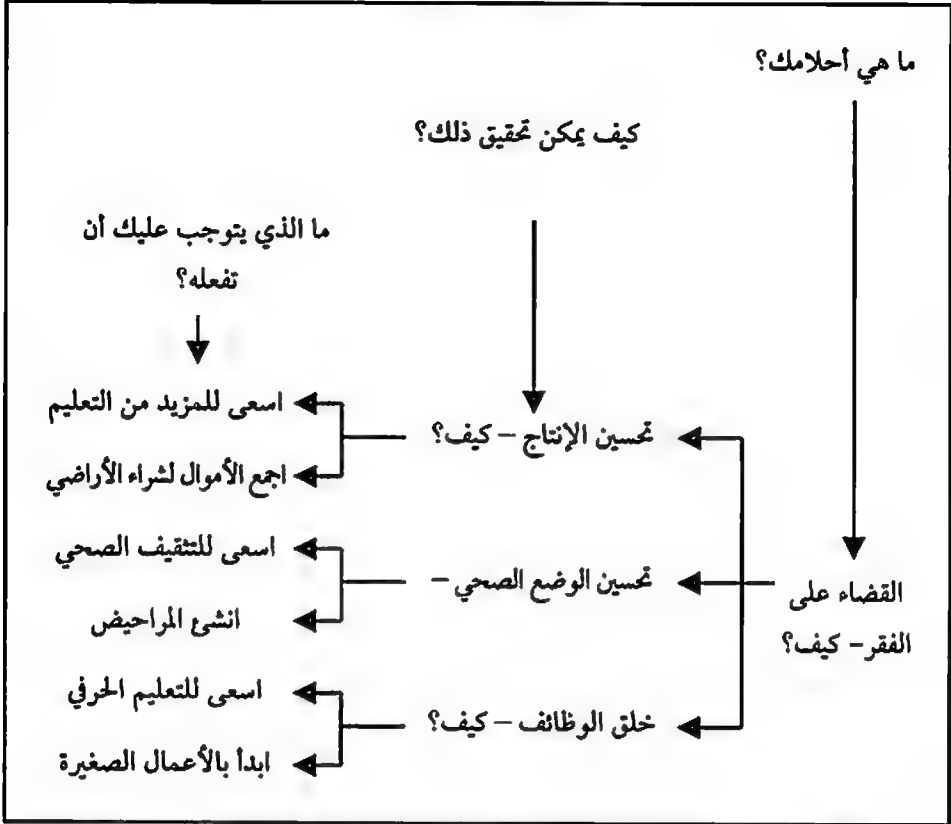 ما هي أحلامك؟
كيف يمكن تحقيق ذلك؟
ما الذي يتوجب عليك أن
تفعله؟
القضاء على
الفقر – كيف؟
تحسين الإنتاج – كيف؟
اسعى للمزيد من التعليم
اجمع الأموال لشراء الأراضي
تحسين الوضع الصحي –
اسعى للتثقيف الصحي
انشئ المراحيض
خلق الوظائف – كيف؟
اسعى للتعليم الحرفي
ابدأ بالأعمال الصغيرة